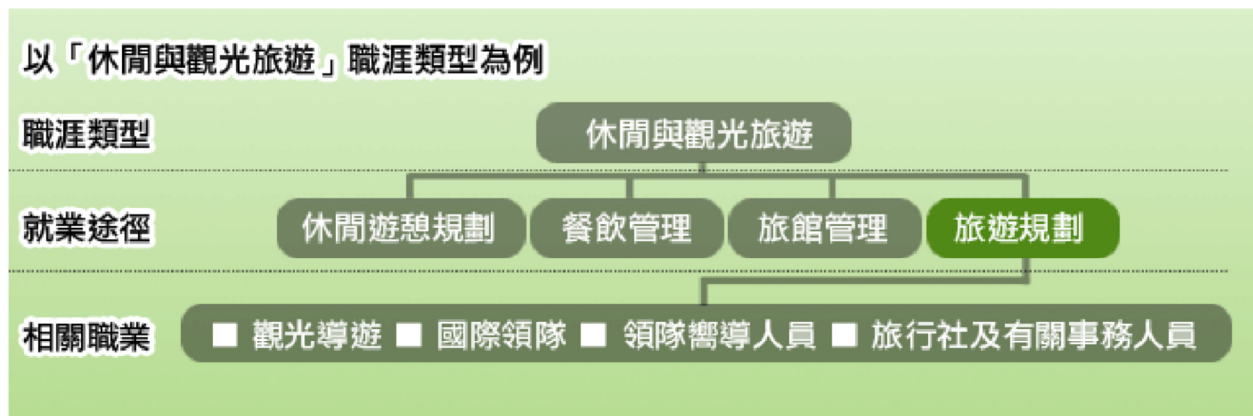 以「休閒與觀光旅遊」職涯類型為例
職涯類型 休閒與觀光旅遊
就業途徑 休閒遊憩規劃 餐飲管理 旅館管理 旅遊規劃
相關職業 ■ 觀光導遊 ■ 國際領隊 ■ 領隊嚮導人員 ■ 旅行社及有關事務人員